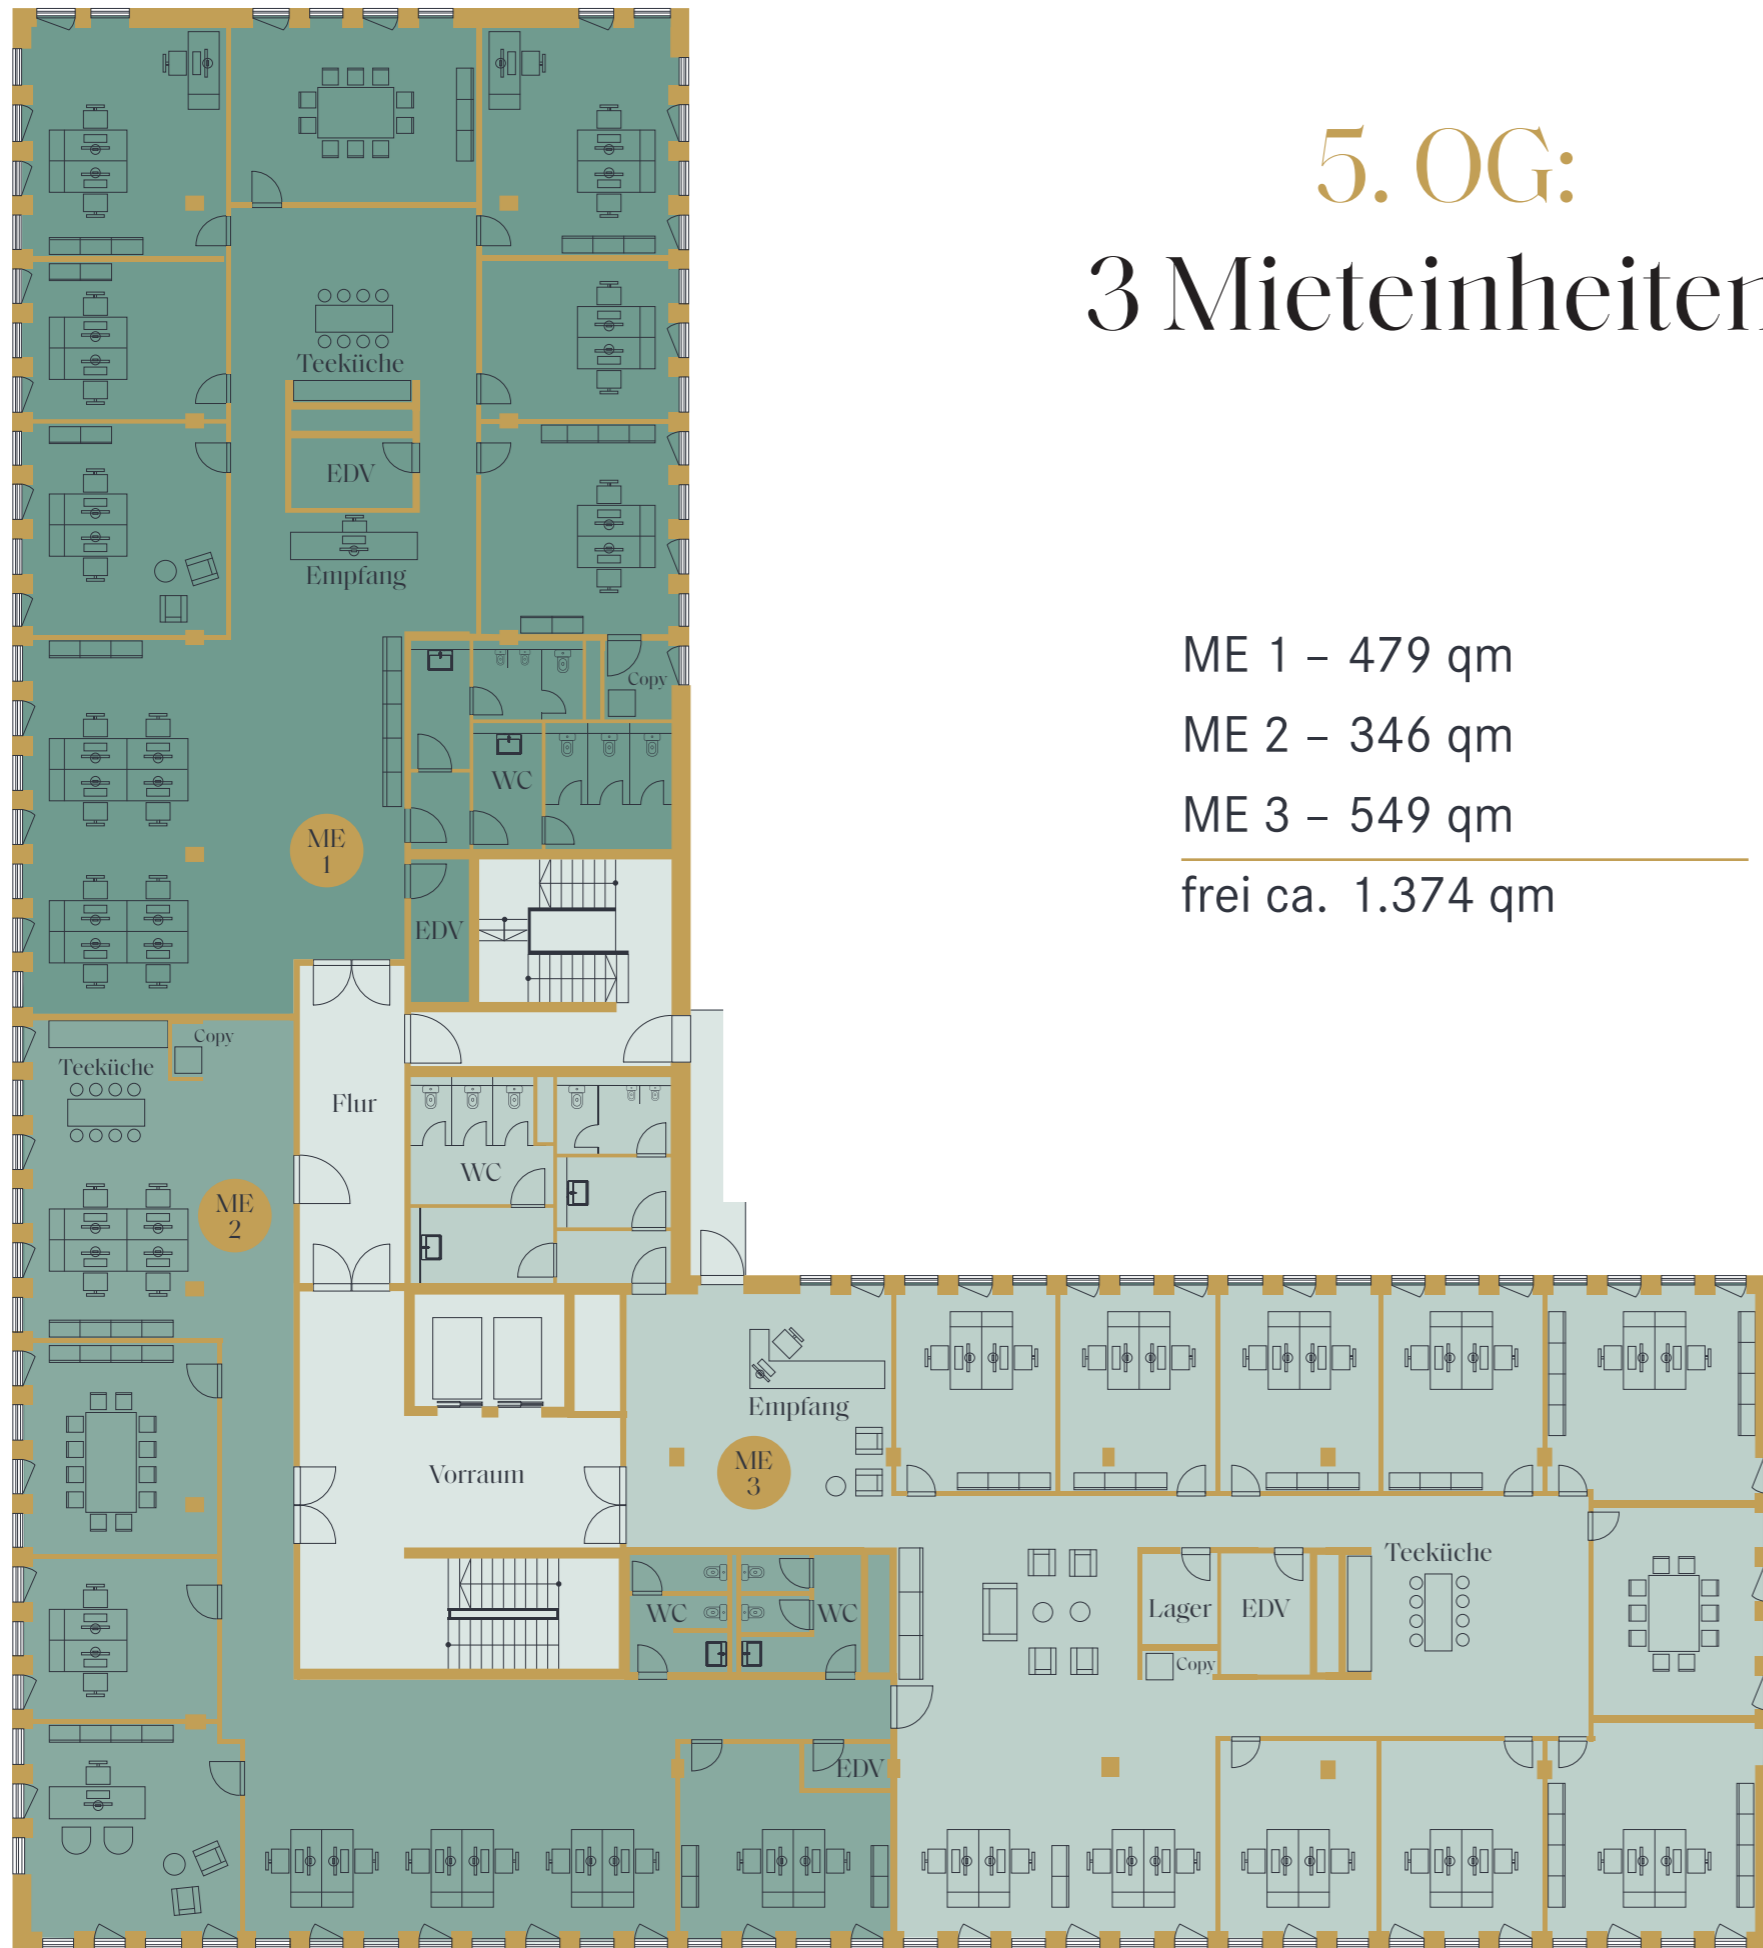 5. OG:
3 Mieteinheiten
ME 1 – 479 qm
ME 2 – 346 qm
ME 3 – 549 qm
frei ca. 1.374 qm
Teeküche
EDV
Empfang
Copy
WC
ME
1
EDV
Copy
Teeküche
Flur
WC
ME
2
Empfang
ME
3
Vorraum
Teeküche
WC
WC
Lager
EDV
Copy
EDV